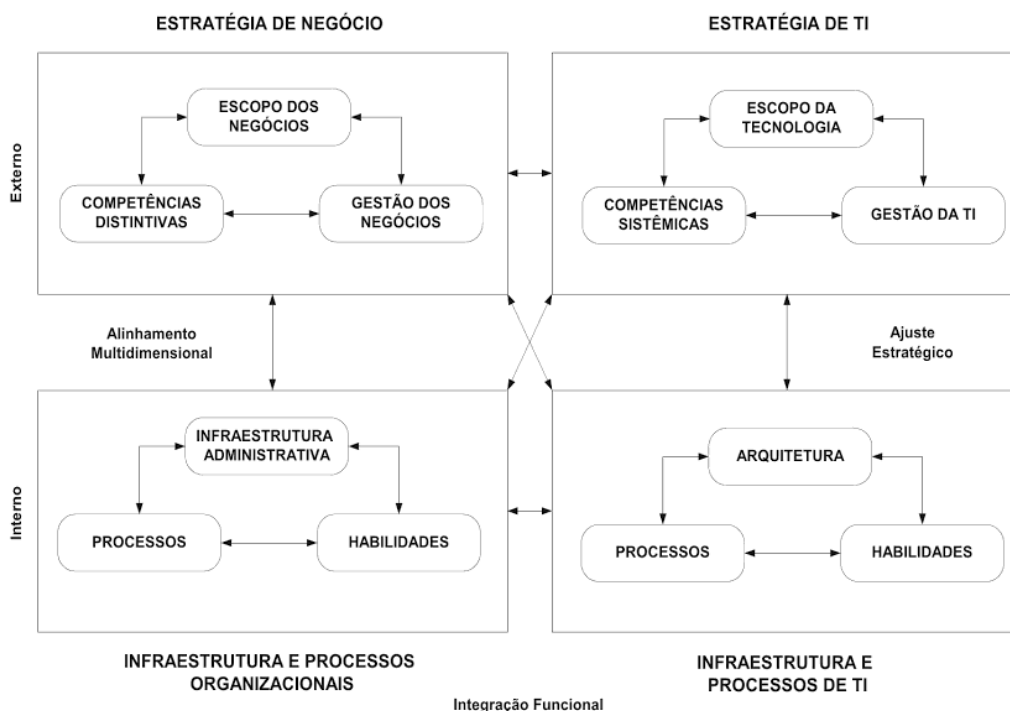 ESTRATÉGIA DE NEGÓCIO
ESTRATÉGIA DE TI
Externo
ESCOPO DOS
NEGÓCIOS
COMPETÊNCIAS
DISTINTIVAS
GESTÃO DOS
NEGÓCIOS
ESCOPO DA
TECNOLOGIA
COMPETÊNCIAS
SISTÊMICAS
GESTÃO DA TI
Alinhamento
Multidimensional
Ajuste
Estratégico
Interno
INFRAESTRUTURA
ADMINISTRATIVA
PROCESSOS
HABILIDADES
ARQUITETURA
PROCESSOS
HABILIDADES
INFRAESTRUTURA E PROCESSOS
ORGANIZACIONAIS
INFRAESTRUTURA E
PROCESSOS DE TI
Integração Funcional